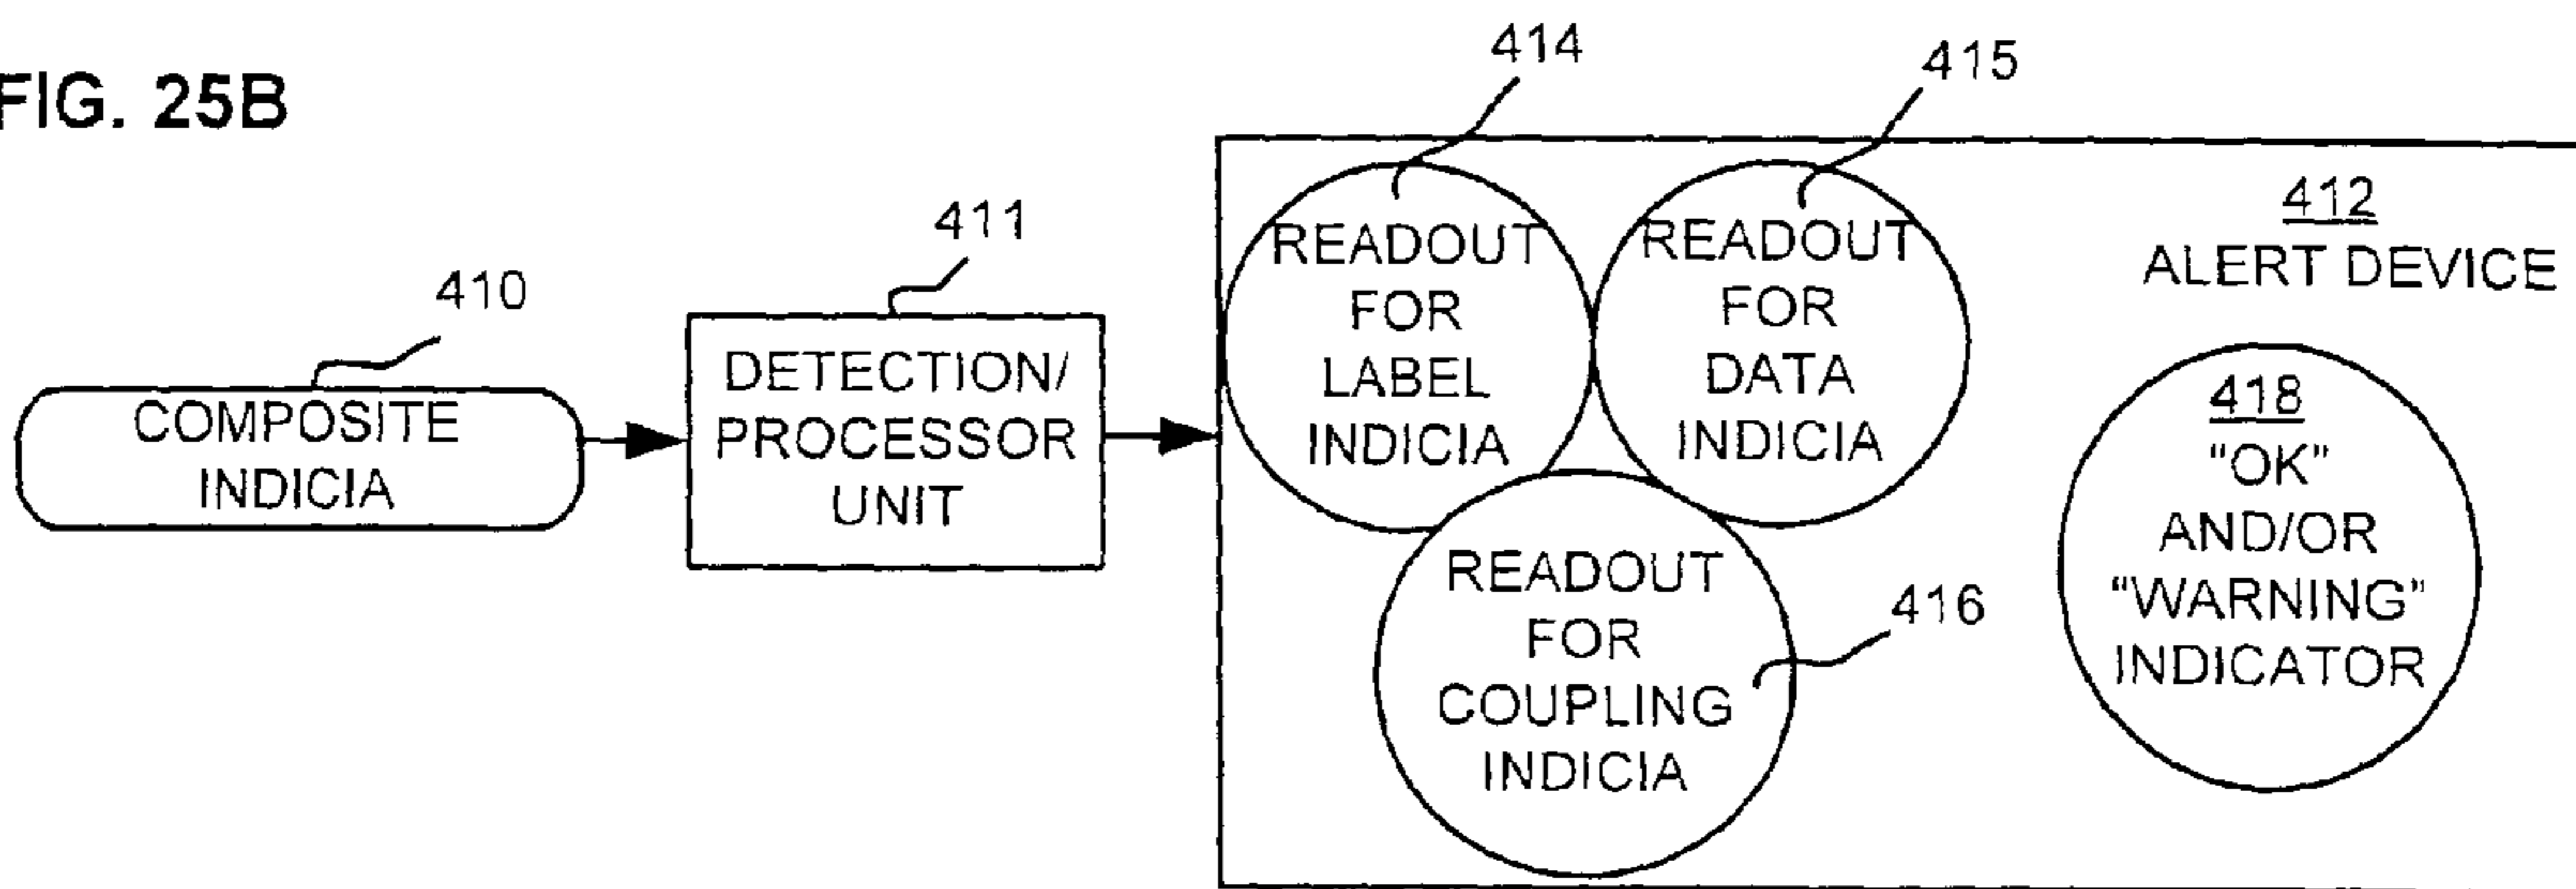 FIG. 25B
410
COMPOSITE
INDICIA
411
DETECTION/
PROCESSOR
UNIT
414
READOUT
FOR
LABEL
INDICIA
415
READOUT
FOR
DATA
INDICIA
416
READOUT
FOR
COUPLING
INDICIA
412
ALERT DEVICE
418
"OK"
AND/OR
"WARNING"
INDICATOR